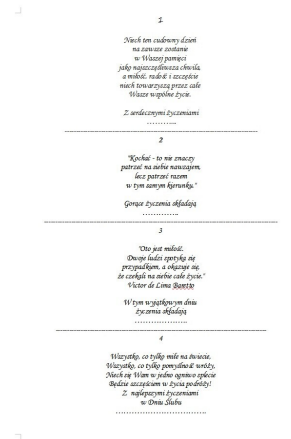 1
Niech ten cudowny dzień
na zawsze zostanie
w Waszej pamięci
jako najszczęśliwsza chwila,
a miłość, radość i szczęście
niech towarzyszą przez całe
Wasze wspólne życie.
Z serdecznymi życzeniami
...........
2
"Kochać - to nie znaczy
patrzeć na siebie nawzajem,
lecz patrzeć razem
w tym samym kierunku."
Gorące życzenia składają
..............
3
"Oto jest miłość.
Dwoje ludzi spotyka się
przypadkiem, a okazuje się,
że czekali na siebie całe życie."
Victor de Lima Baretto
W tym wyjątkowym dniu
życzenia składają
....................
4
Wszystko, co tylko miłe na świecie,
Wszystko, co tylko pomyślność wróży,
Niech się Wam w jedno ogniwo splecie
Będzie szczęściem w życia podróży!
Z najlepszymi życzeniami
w Dniu Ślubu
..................................